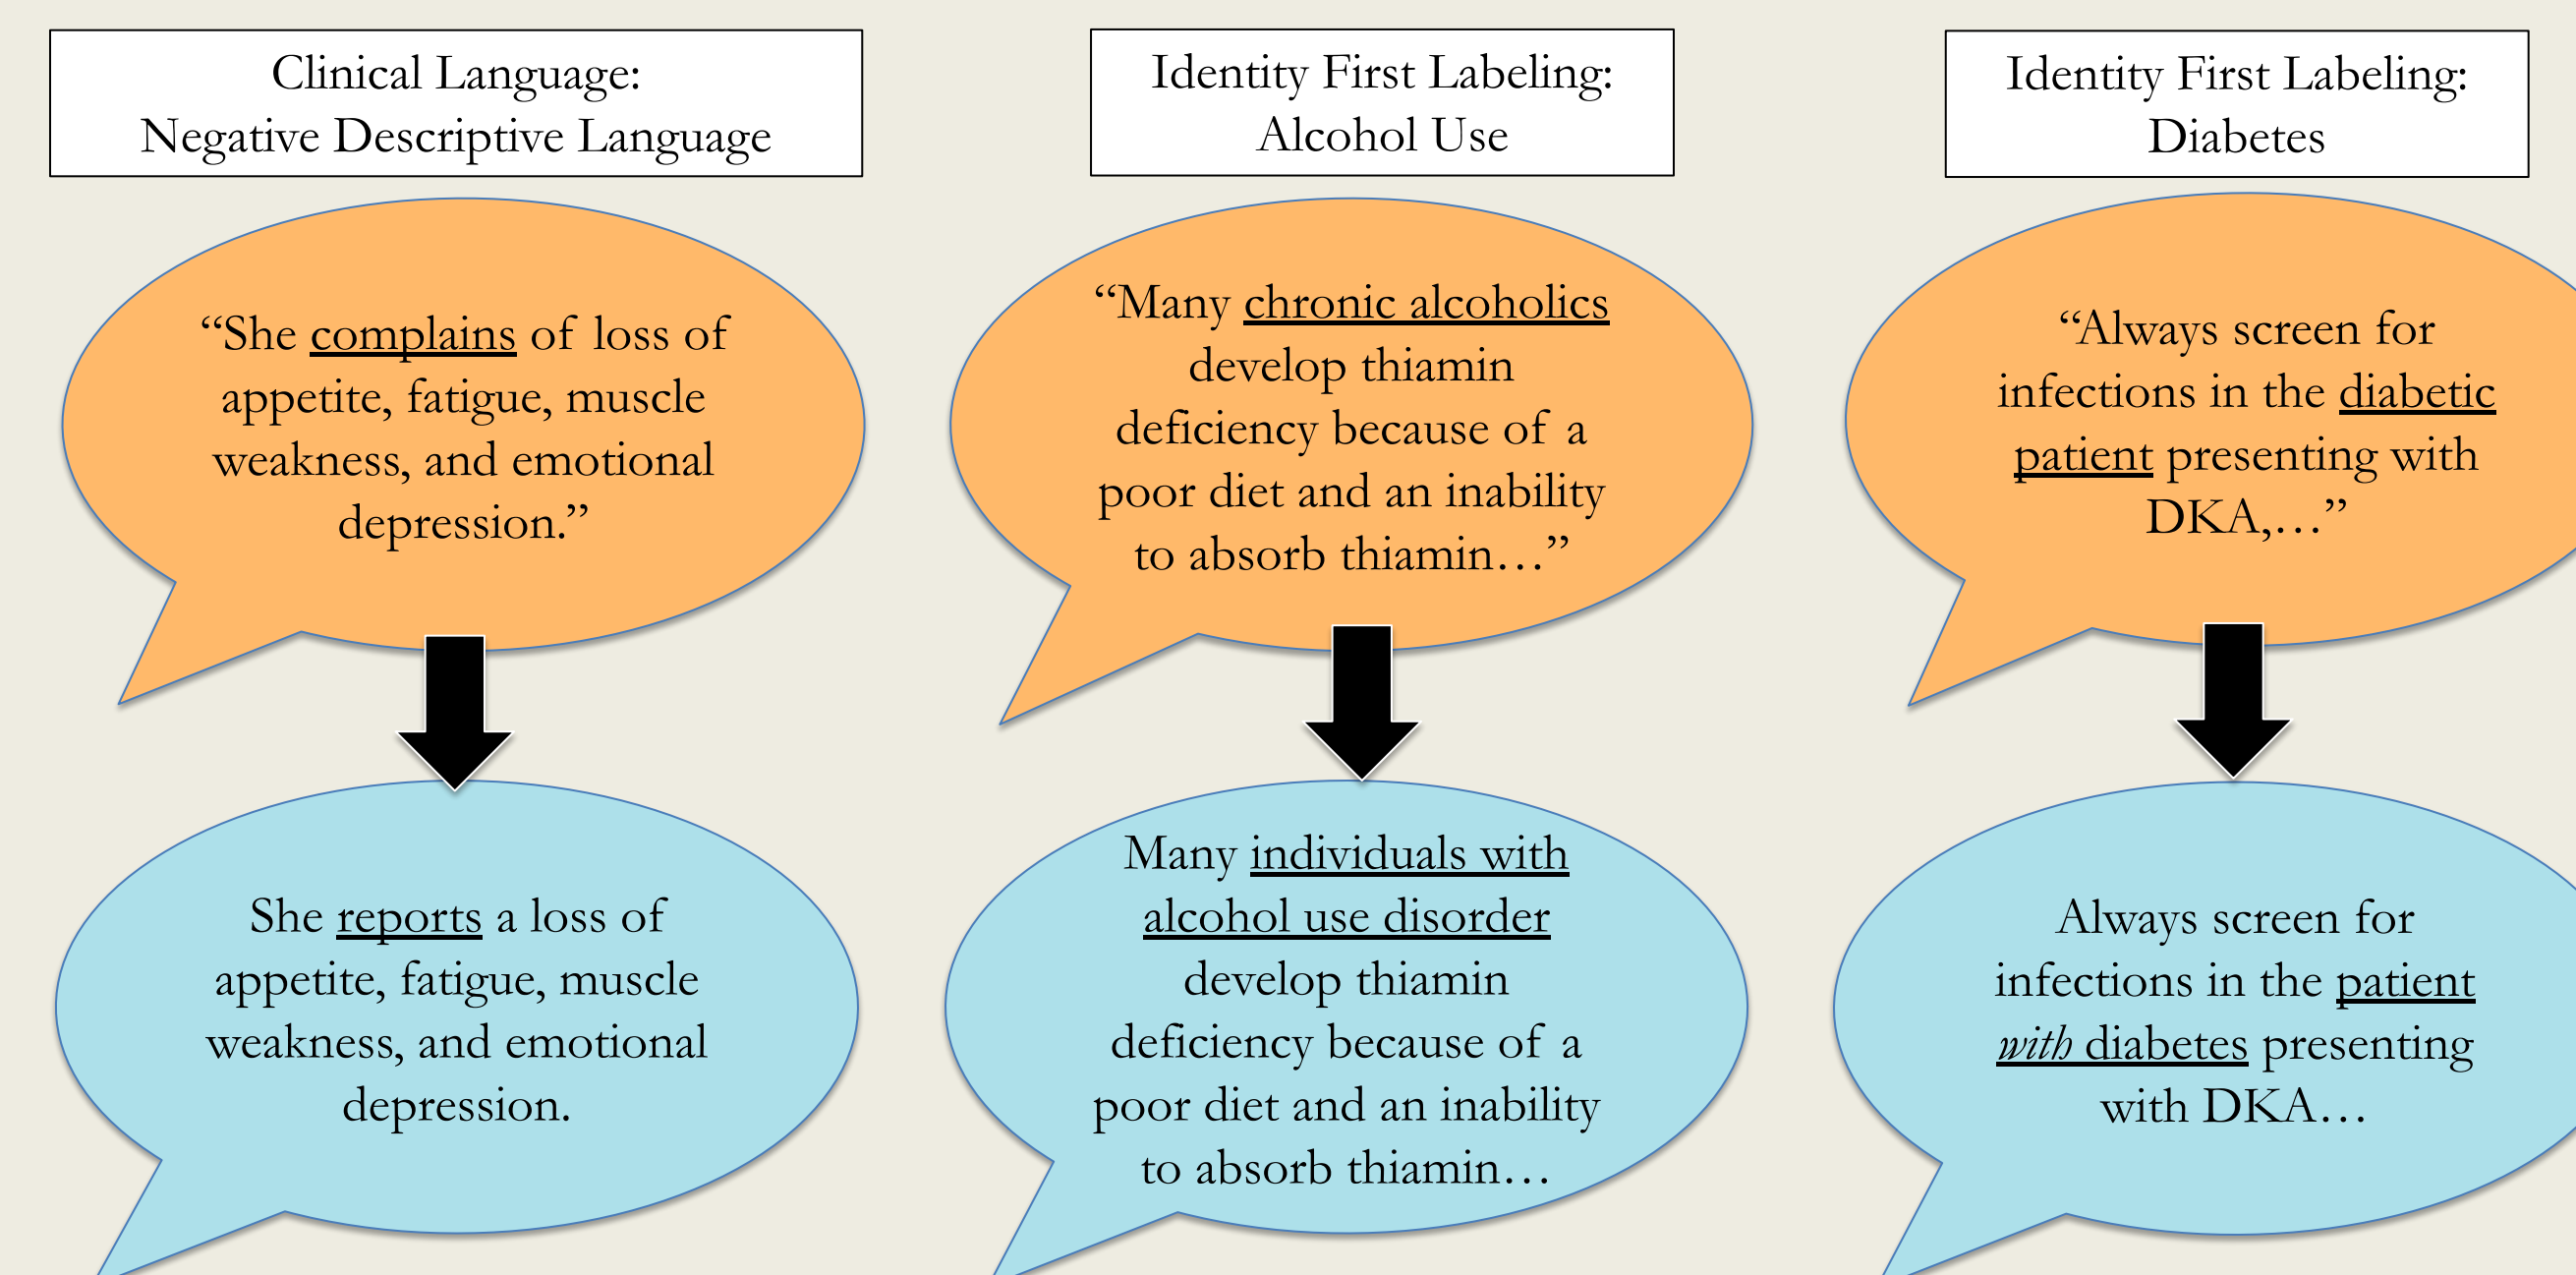 Clinical Language:
Negative Descriptive Language
“She complains of loss of
appetite, fatigue, muscle
weakness, and emotional
depression.”
She reports a loss of
appetite, fatigue, muscle
weakness, and emotional
depression.
Identity First Labeling:
Alcohol Use
“Many chronic alcoholics
develop thiamin
deficiency because of a
poor diet and an inability
to absorb thiamin…”
Many individuals with
alcohol use disorder
develop thiamin
deficiency because of a
poor diet and an inability
to absorb thiamin…
Identity First Labeling:
Diabetes
“Always screen for
infections in the diabetic
patient presenting with
DKA,…”
Always screen for
infections in the patient
with diabetes presenting
with DKA…